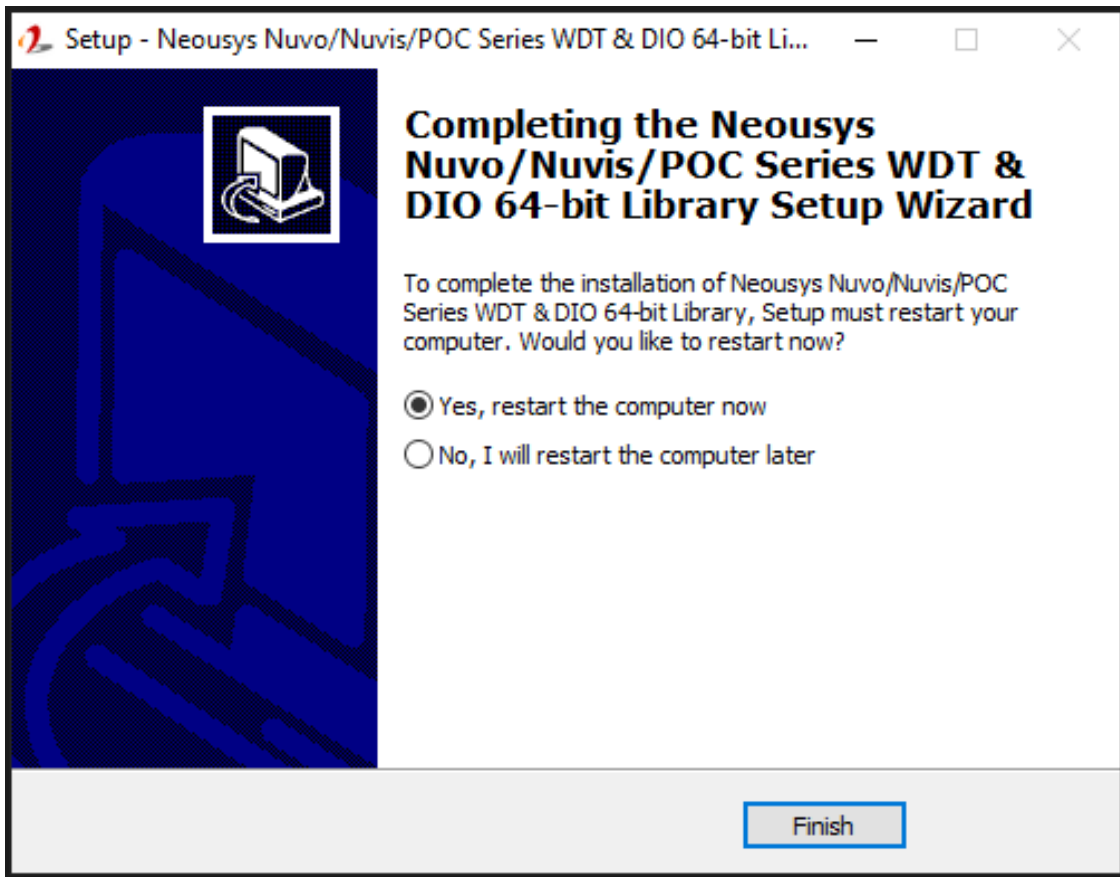 Setup - Neousys Nuvo/Nuvis/POC Series WDT & DIO 64-bit Li...
Completing the Neousys
Nuvo/Nuvis/POC Series WDT &
DIO 64-bit Library Setup Wizard
To complete the installation of Neousys Nuvo/Nuvis/POC
Series WDT & DIO 64-bit Library, Setup must restart your
computer. Would you like to restart now?
Yes, restart the computer now
No, I will restart the computer later
Finish